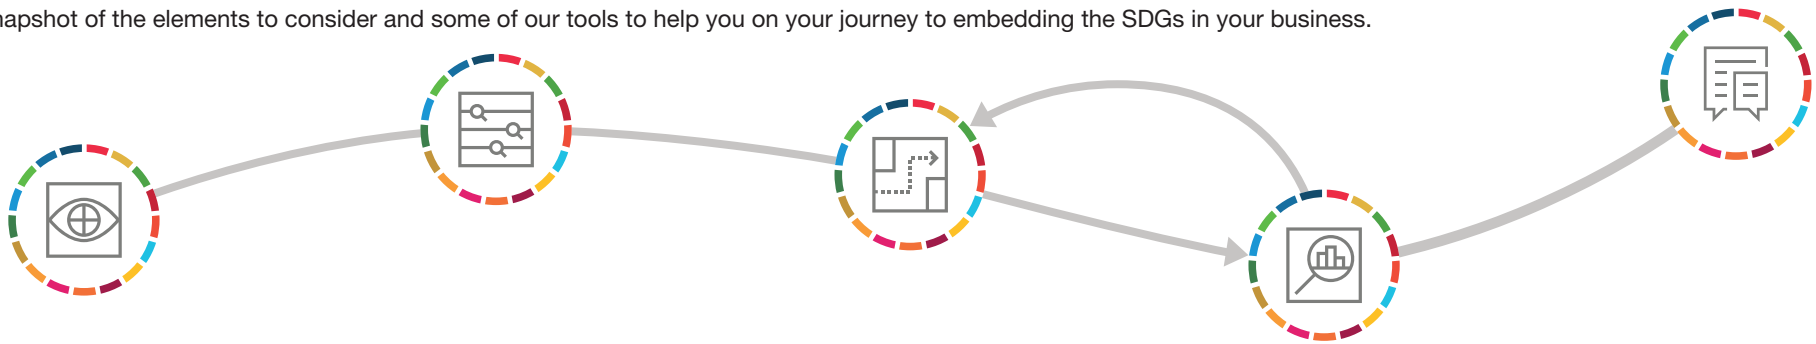 napshot of the elements to consider and some of our tools to help you on your journey to embedding the SDGs in your business.